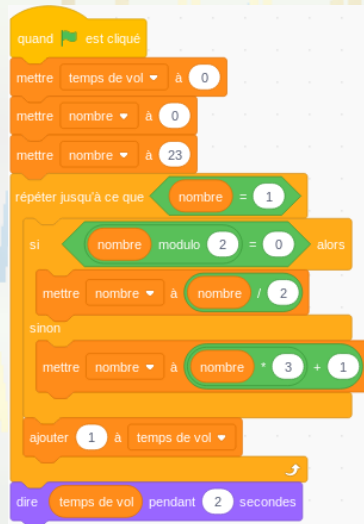 quand est cliqué
mettre temps de vol à 0
mettre nombre à 0
mettre nombre à 23
répéter jusqu'à ce que nombre = 1
si nombre modulo 2 = 0 alors
mettre nombre à nombre / 2
sinon
mettre nombre à nombre * 3 + 1
ajouter 1 à temps de vol
dire temps de vol pendant 2 secondes